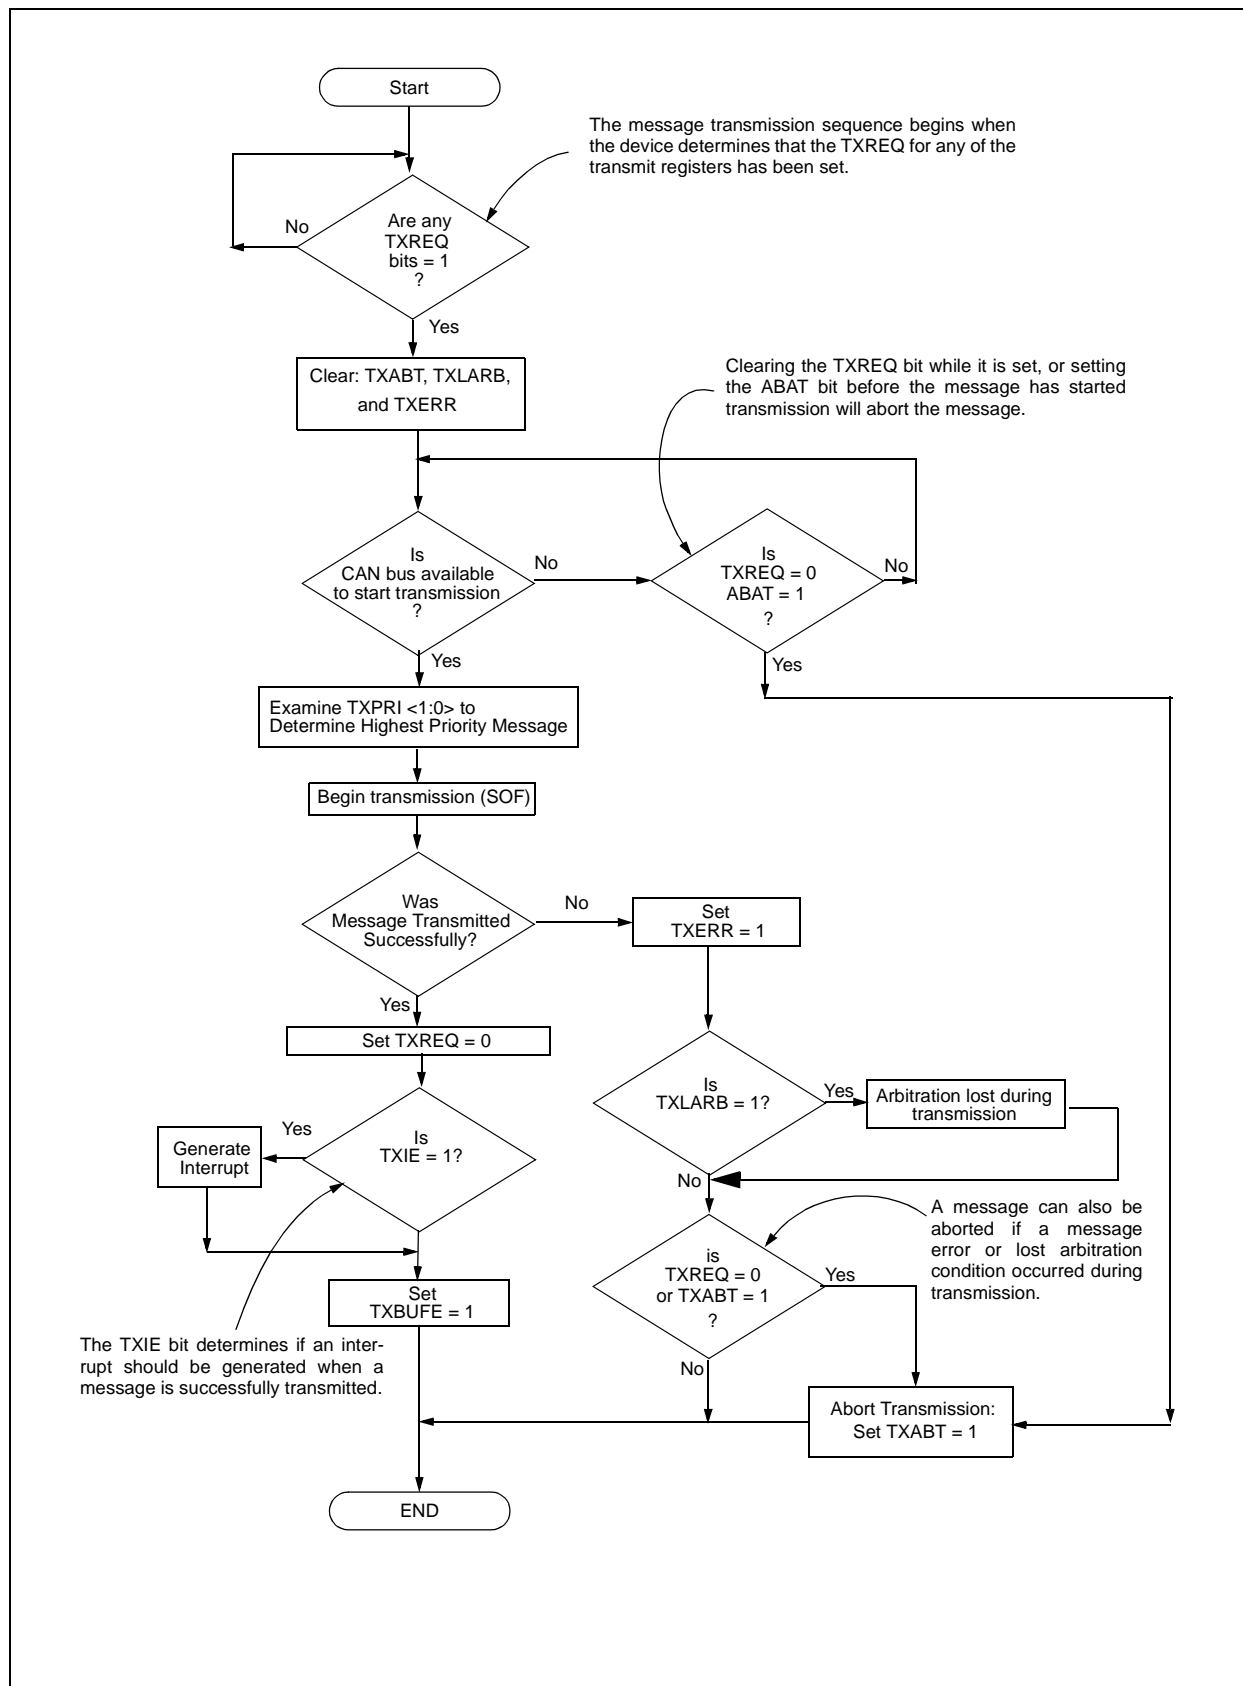 Start
The message transmission sequence begins when
the device determines that the TXREQ for any of the
transmit registers has been set.
No
Are any
TXREQ
bits = 1
?
Yes
Clear: TXABT, TXLARB,
and TXERR
Clearing the TXREQ bit while it is set, or setting
the ABAT bit before the message has started
transmission will abort the message.
Is
CAN bus available
to start transmission
?
No
Is
TXREQ = 0
ABAT = 1
?
No
Yes
Yes
Examine TXPRI <1:0> to
Determine Highest Priority Message
Begin transmission (SOF)
Was
Message Transmitted
Successfully?
No
Set
TXERR = 1
Yes
Set TXREQ = 0
Is
TXLARB = 1?
Yes
Arbitration lost during
transmission
Yes
Is
TXIE = 1?
Generate
Interrupt
No
A message can also be
aborted if a message
error or lost arbitration
condition occurred during
transmission.
is
TXREQ = 0
or TXABT = 1
?
Yes
Set
TXBUFE = 1
The TXIE bit determines if an inter-
rupt should be generated when a
message is successfully transmitted.
No
Abort Transmission:
Set TXABT = 1
END